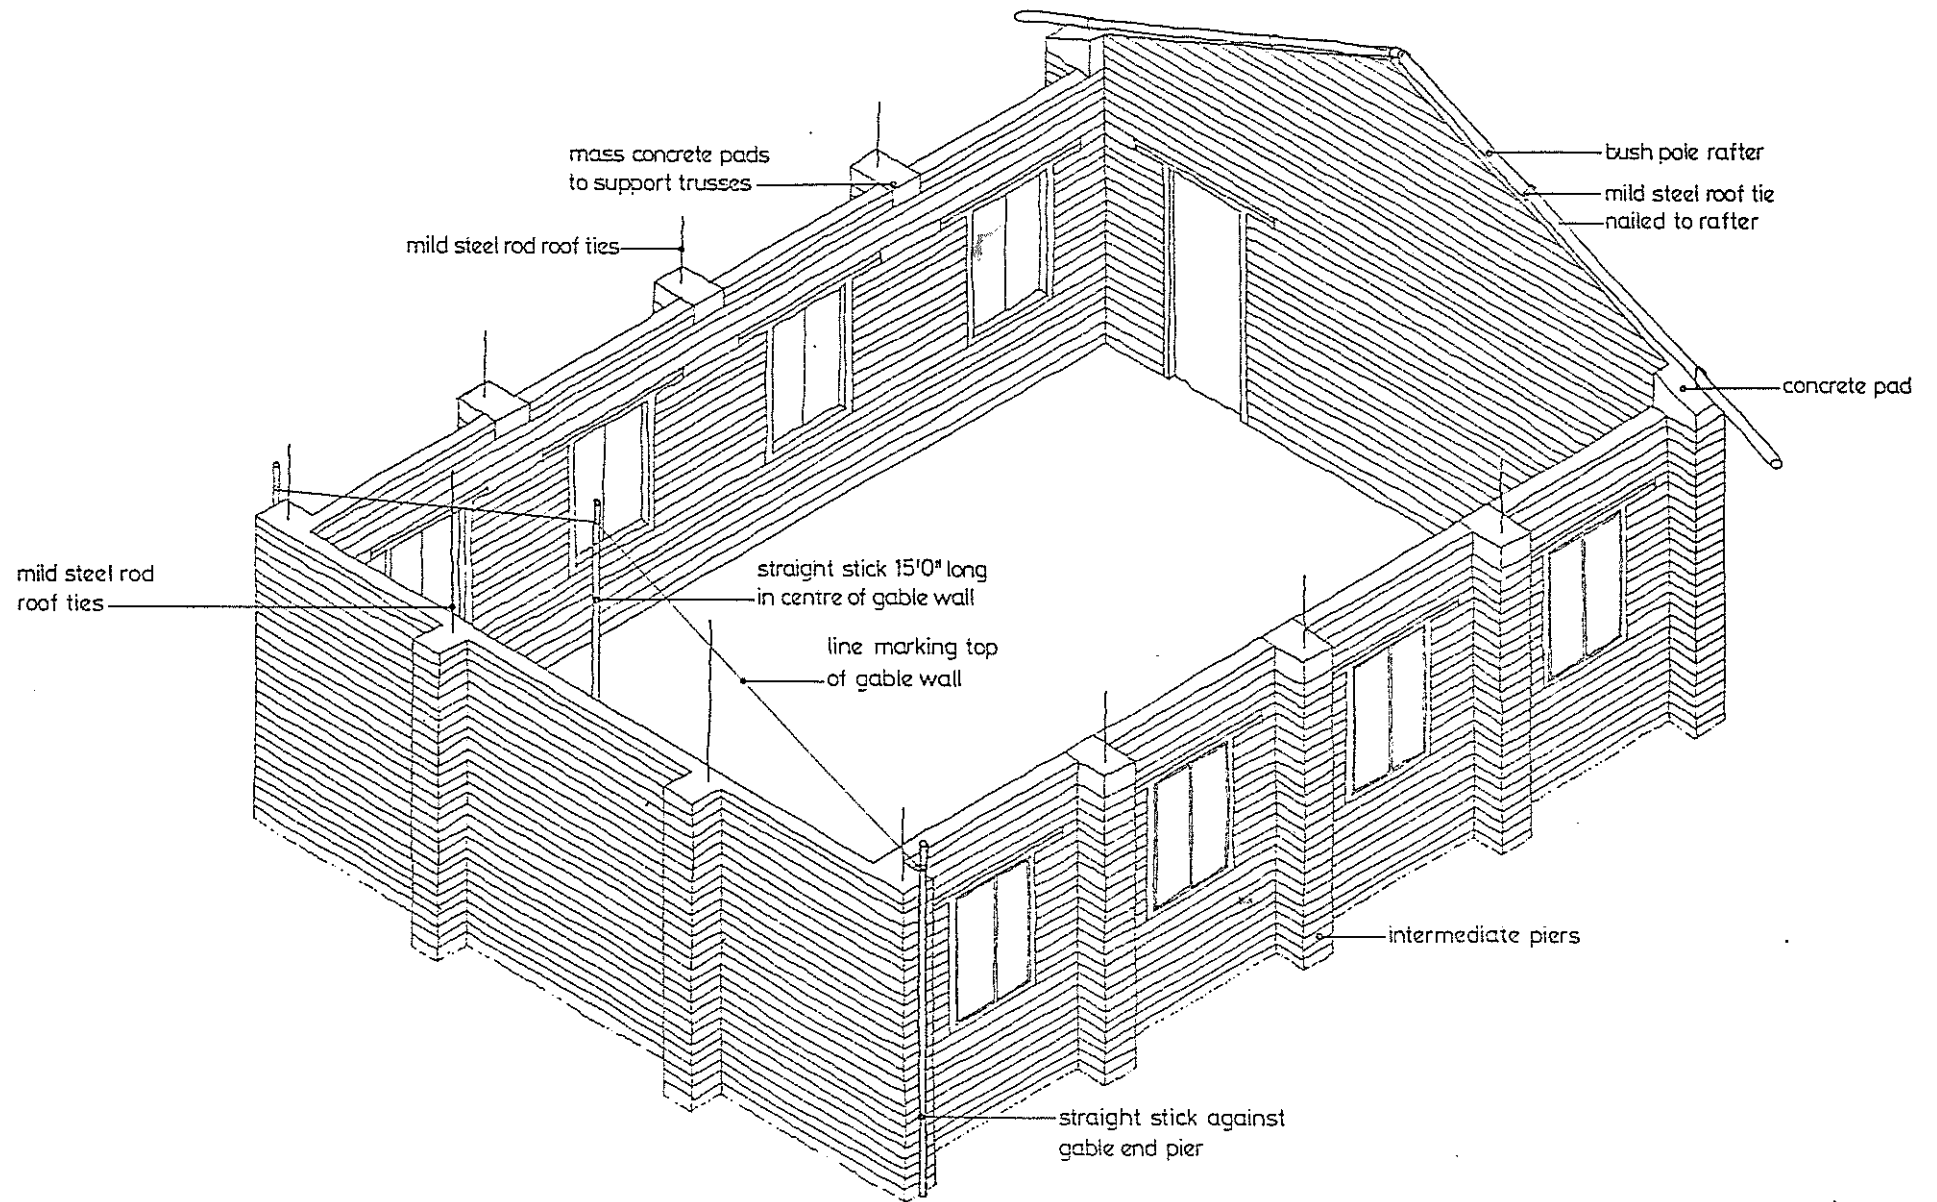 mass concrete pads
to support trusses
mild steel rod roof ties
bush pole rafter
mild steel roof tie
nailed to rafter
concrete pad
mild steel rod
roof ties
straight stick 15'0" long
in centre of gable wall
line marking top
of gable wall
intermediate piers
straight stick against
gable end pier